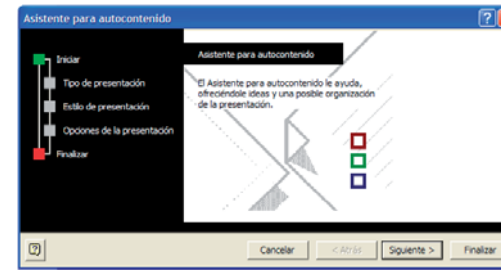 Asistente para autocontenido
Iniciar
Tipo de presentación
Estilo de presentación
Opciones de la presentación
Finalizar
Asistente para autocontenido
El Asistente para autocontenido le ayuda,
ofreciéndole ideas y una posible organización
de la presentación.
Cancelar < Atrás Siguiente > Finalizar